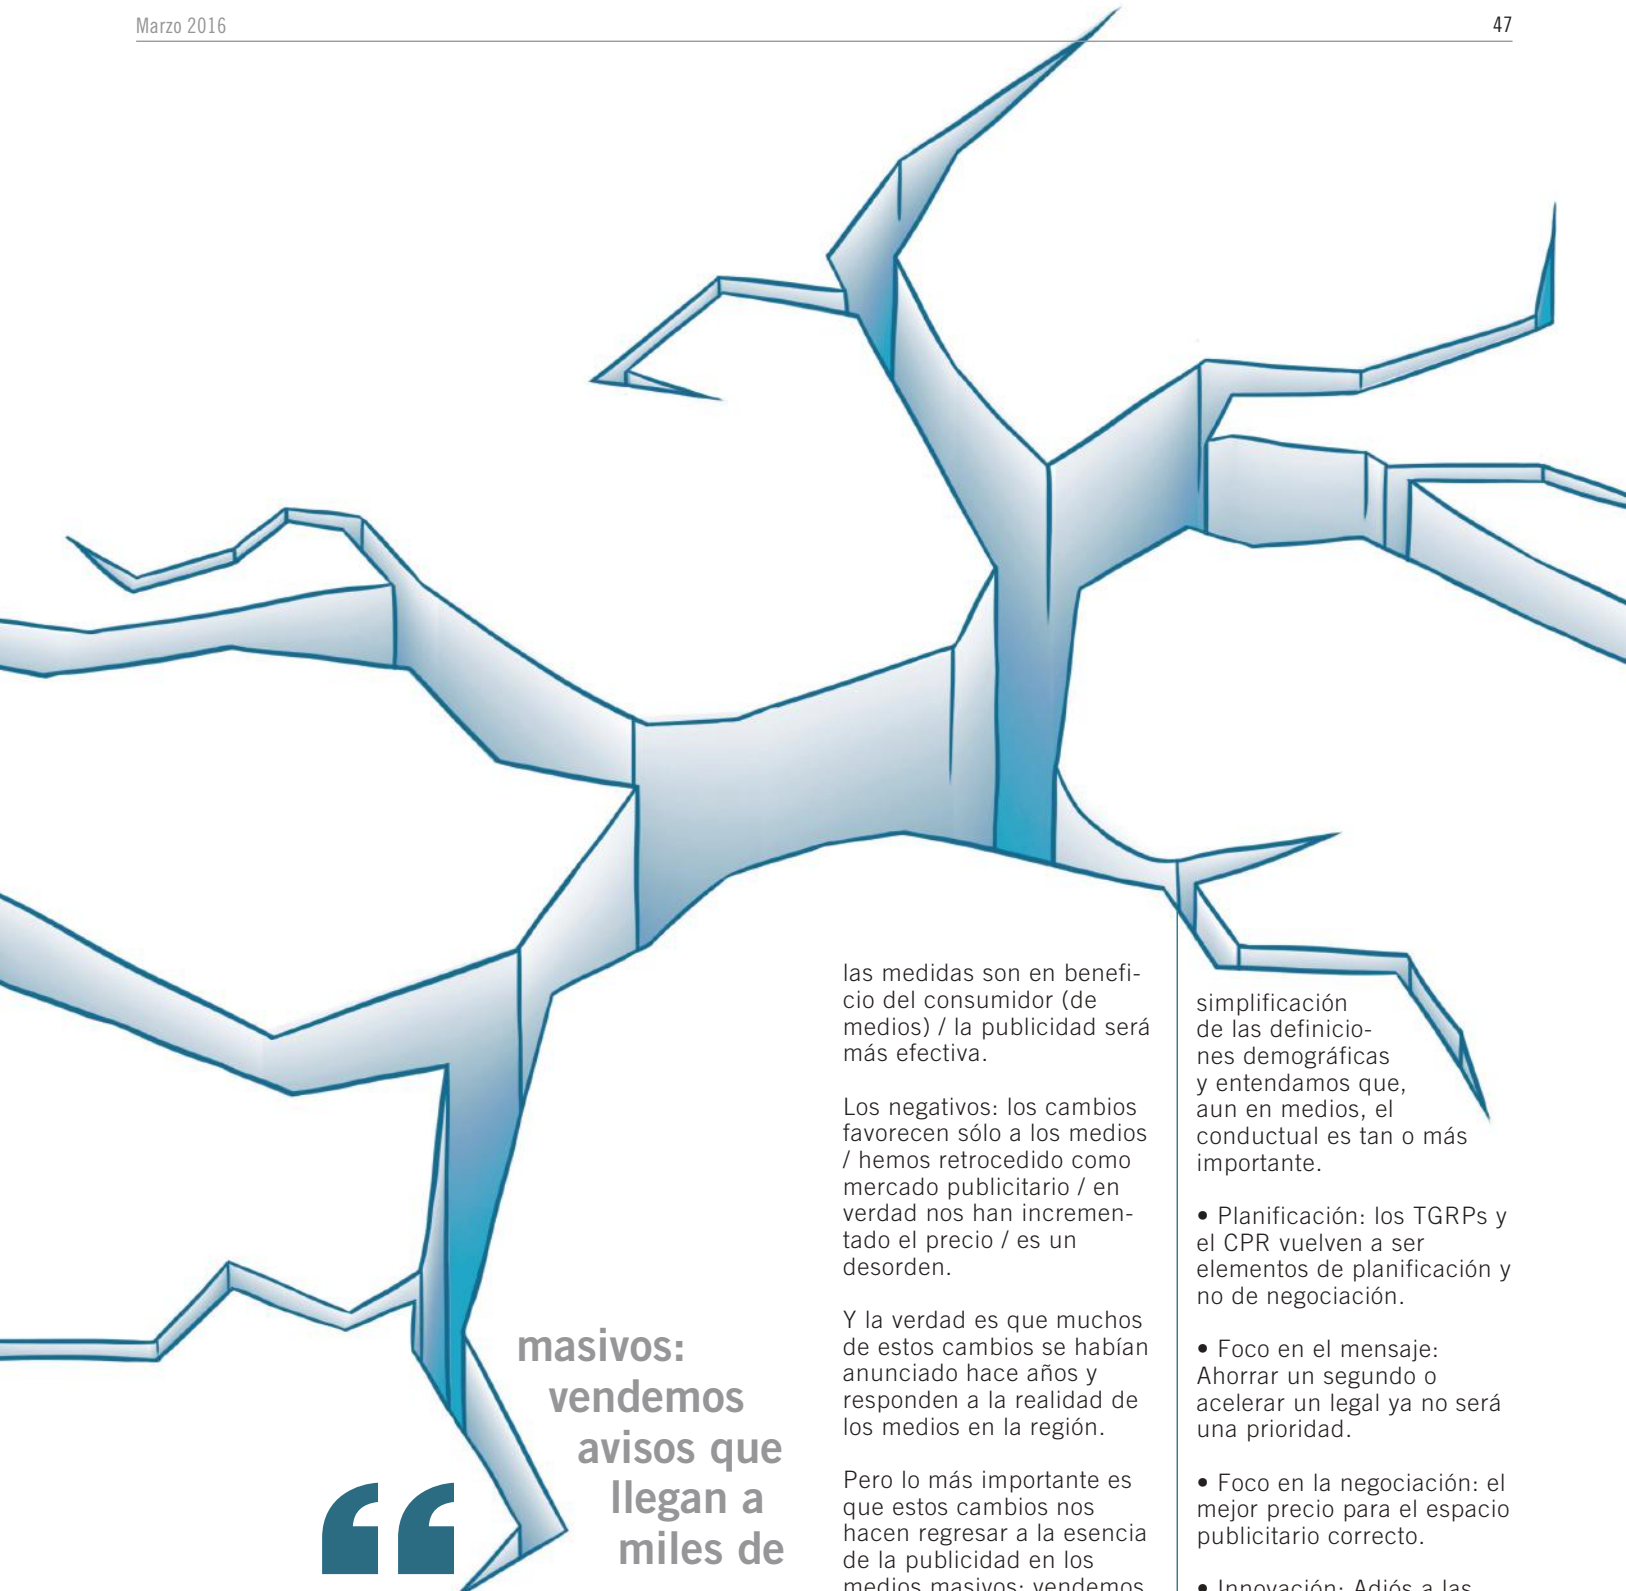 Marzo 2016
47
masivos:
vendemos
avisos que
llegan a
miles de
“
las medidas son en benefi-
cio del consumidor (de
medios) / la publicidad será
más efectiva.
Los negativos: los cambios
favorecen sólo a los medios
/ hemos retrocedido como
mercado publicitario / en
verdad nos han incremen-
tado el precio / es un
desorden.
Y la verdad es que muchos
de estos cambios se habían
anunciado hace años y
responden a la realidad de
los medios en la región.
Pero lo más importante es
que estos cambios nos
hacen regresar a la esencia
de la publicidad en los
medios masivos: vendemos
simplificación
de las definicio-
nes demográficas
y entendamos que,
aun en medios, el
conductual es tan o más
importante.
• Planificación: los TGRPs y
el CPR vuelven a ser
elementos de planificación y
no de negociación.
• Foco en el mensaje:
Ahorrar un segundo o
acelerar un legal ya no será
una prioridad.
• Foco en la negociación: el
mejor precio para el espacio
publicitario correcto.
• Innovación: Adiós a las